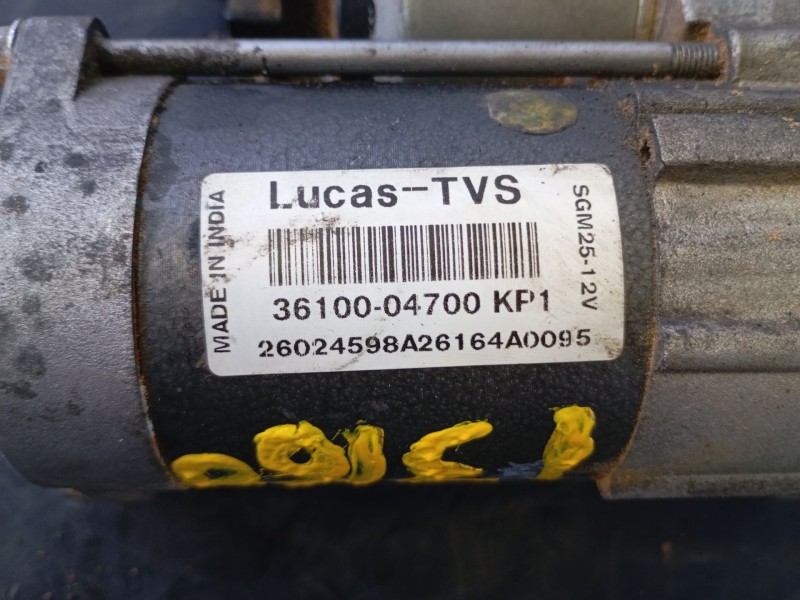 Lucas-TVS
MADE IN INDIA
SGM25-12V
36100-04700 KP1
26024598A26164A0095